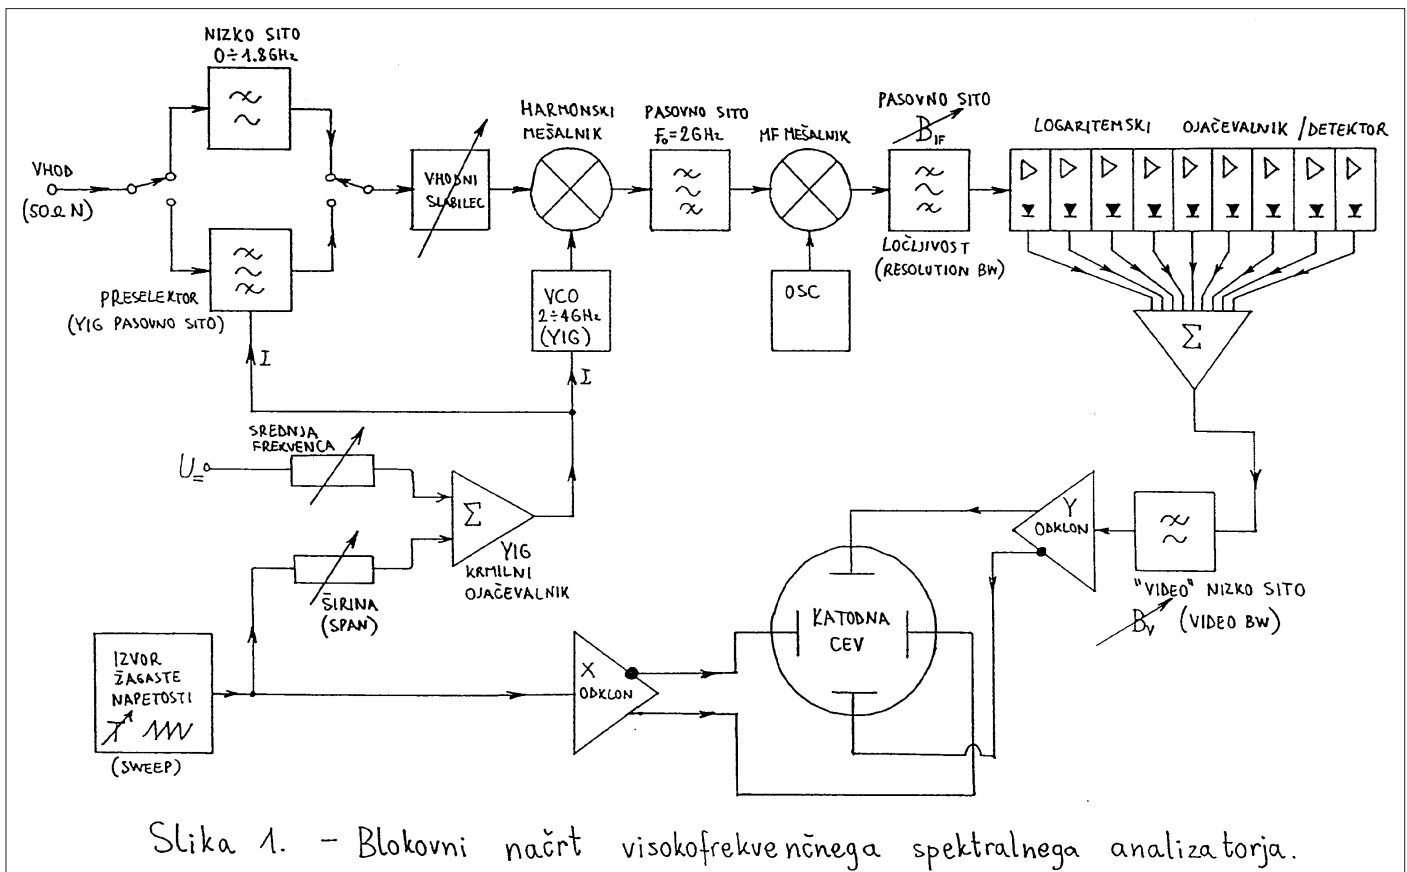 NIZKO SITO
0÷1.8GHz
VHOD
(50Ω N)
PRESELEKTOR
(YIG PASOVNO SITO)
VHODNI
SLABILEC
HARMONSKI
MEŠALNIK
VCO
2÷4GHz
(YIG)
I
I
PASOVNO SITO
F₀=2GHz
MF MEŠALNIK
OSC
PASOVNO SITO
B_IF
LOČLJIVOST
(RESOLUTION BW)
LOGARITEMSKI OJAČEVALNIK/DETEKTOR
Σ
SREDNJA
FREKVENCA
U=
ŠIRINA
(SPAN)
Σ
YIG
KRMILNI
OJAČEVALNIK
IZVOR
ŽAGASTE
NAPETOSTI
T
(SWEEP)
X
ODKLON
KATODNA
CEV
Y
ODKLON
"VIDEO" NIZKO SITO
B_V (VIDEO BW)
Slika 1. - Blokovni načrt visokofrekvenčnega spektralnega analizatorja.